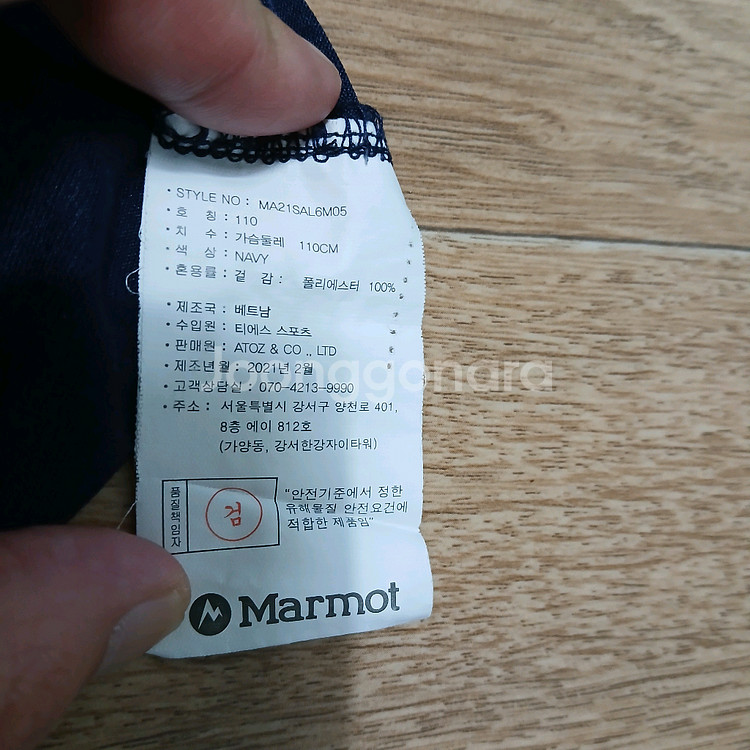 · STYLE NO : MA21SAL6M05
· 호 칭 : 110
· 치 수 : 가슴둘레 110CM
· 색 상 : NAVY
· 혼용률 : 겉 감 : 폴리에스터 100%
· 제조국 : 베트남
· 수입원 : 티에스 스포츠
· 판매원 : ATOZ & CO ., LTD
· 제조년월 : 2021년 2월
· 고객상담실 : 070-4213-9990
· 주소 : 서울특별시 강서구 양천로 401,
8층 에이 812호
(가양동, 강서한강자이타워)
품질책임자
검
"안전기준에서 정한
유해물질 안전요건에
적합한 제품임"
Marmot
Joonggonara